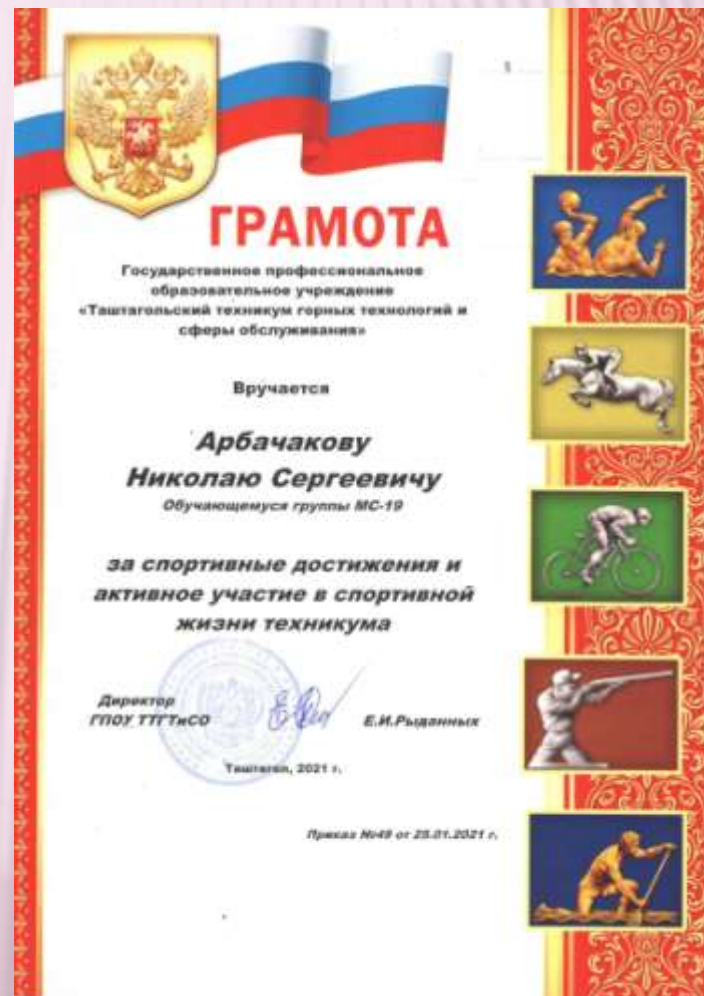 ГРАМОТА
Государственное профессиональное
образовательное учреждение
«Таштагольский техникум горных технологий и
сферы обслуживания»
Вручается
Арбачакову
Николаю Сергеевичу
Обучающемуся группы МС-19
за спортивные достижения и
активное участие в спортивной
жизни техникума
Директор
ГПОУ ТТГТиСО Е.И.Рыданных
Таштагол, 2021 г.
Приказ №49 от 25.01.2021 г.